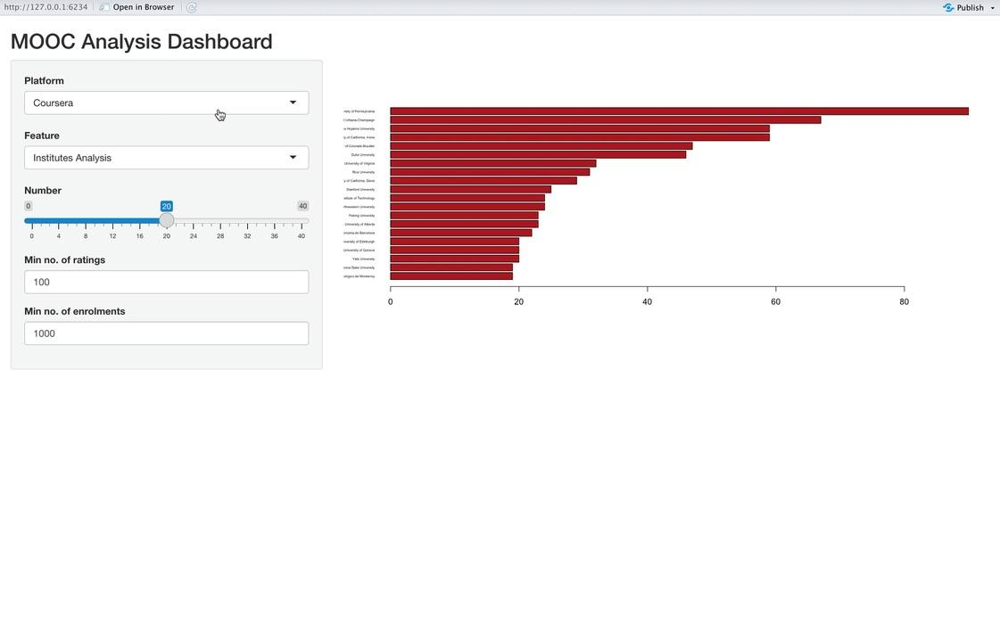 http://127.0.0.1:6234 Open in Browser Publish
MOOC Analysis Dashboard
Platform
Coursera
Feature
Institutes Analysis
Number
0 20 40
0 4 8 12 16 20 24 28 32 36 40
Min no. of ratings
100
Min no. of enrolments
1000
rsity of Pennsylvania
t Urbana-Champaign
s Hopkins University
y of California, Irvine
of Colorado Boulder
Duke University
University of Virginia
Rice University
y of California, Davis
Stanford University
stitute of Technology
thwestern University
Peking University
University of Alberta
ònoma de Barcelona
versity of Edinburgh
University of Geneva
Yale University
State University
ológico de Monterrey
0 20 40 60 80